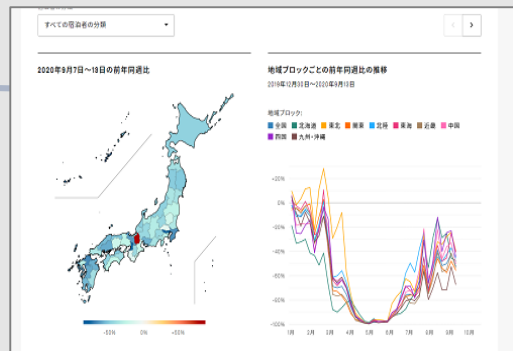 すべての宿泊者の分類
2020年9月7日〜13日の前年同週比
-50%
0%
+50%
地域ブロックごとの前年同週比の推移
2019年12月30日〜2020年9月13日
地域ブロック:
全国 北海道 東北 関東 北陸 東海 近畿 中国
四国 九州・沖縄
+20%
0%
-20%
-40%
-60%
-80%
-100%
1月 2月 3月 4月 5月 6月 7月 8月 9月 10月